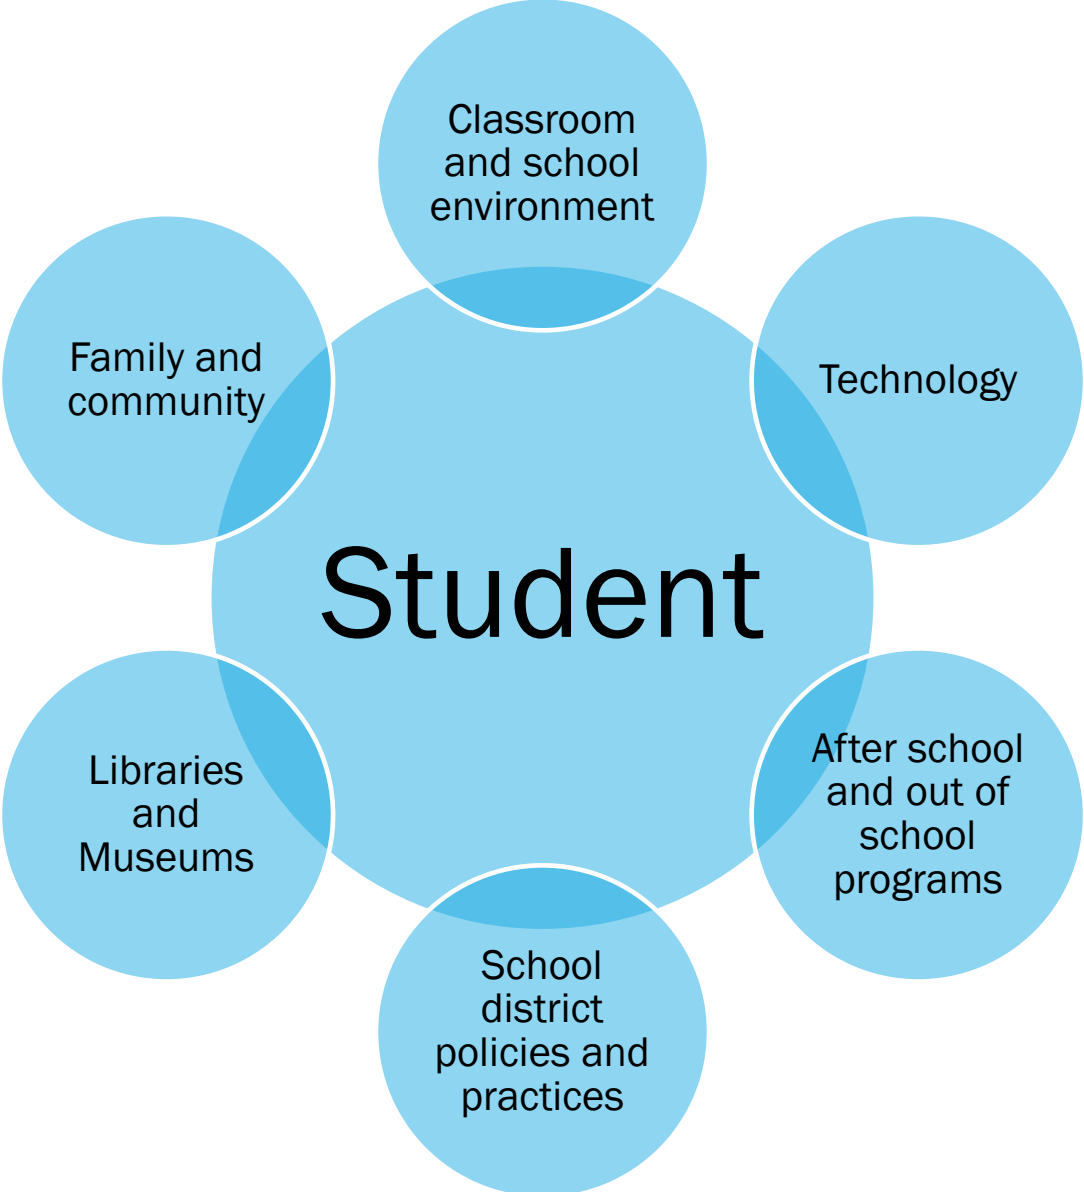 Classroom
and school
environment
Family and
community
Technology
Student
Libraries
and
Museums
After school
and out of
school
programs
School
district
policies and
practices